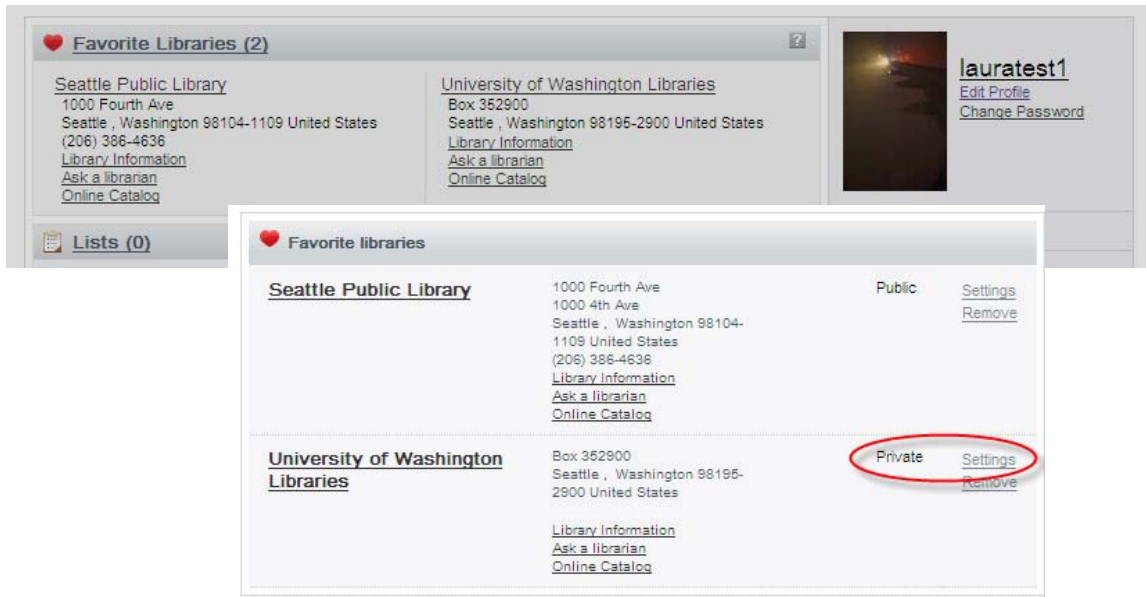 Favorite Libraries (2)
?
Seattle Public Library
1000 Fourth Ave
Seattle , Washington 98104-1109 United States
(206) 386-4636
Library Information
Ask a librarian
Online Catalog
University of Washington Libraries
Box 352900
Seattle , Washington 98195-2900 United States
Library Information
Ask a librarian
Online Catalog
lauratest1
Edit Profile
Change Password
Lists (0)
Favorite libraries
Seattle Public Library
1000 Fourth Ave
1000 4th Ave
Seattle , Washington 98104-
1109 United States
(206) 386-4636
Library Information
Ask a librarian
Online Catalog
Public
Settings
Remove
University of Washington
Libraries
Box 352900
Seattle , Washington 98195-
2900 United States
Library Information
Ask a librarian
Online Catalog
Private
Settings
Remove